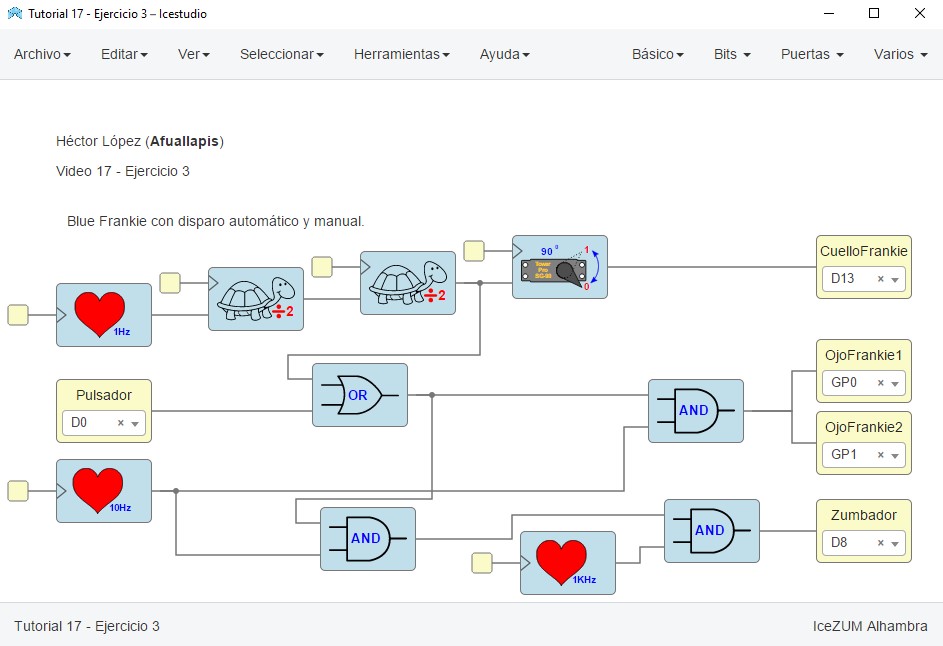 Tutorial 17 - Ejercicio 3 – Icestudio
Archivo Editar Ver Seleccionar Herramientas Ayuda Básico Bits Puertas Varios
Héctor López (Afuallapis)
Video 17 - Ejercicio 3
Blue Frankie con disparo automático y manual.
90 º 1
Tower
Pro
SG-90
0
CuelloFrankie
D13
÷2
÷2
1Hz
OjoFrankie1
GP0
Pulsador
D0
OR
AND
OjoFrankie2
GP1
10Hz
AND
AND
Zumbador
D8
1KHz
Tutorial 17 - Ejercicio 3
IceZUM Alhambra